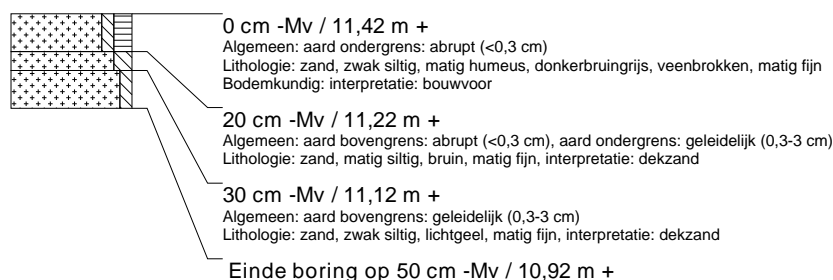 0 cm -Mv / 11,42 m +
Algemeen: aard ondergrens: abrupt (<0,3 cm)
Lithologie: zand, zwak siltig, matig humeus, donkerbruingrijs, veenbrokken, matig fijn
Bodemkundig: interpretatie: bouwvoor
20 cm -Mv / 11,22 m +
Algemeen: aard bovengrens: abrupt (<0,3 cm), aard ondergrens: geleidelijk (0,3-3 cm)
Lithologie: zand, matig siltig, bruin, matig fijn, interpretatie: dekzand
30 cm -Mv / 11,12 m +
Algemeen: aard bovengrens: geleidelijk (0,3-3 cm)
Lithologie: zand, zwak siltig, lichtgeel, matig fijn, interpretatie: dekzand
Einde boring op 50 cm -Mv / 10,92 m +